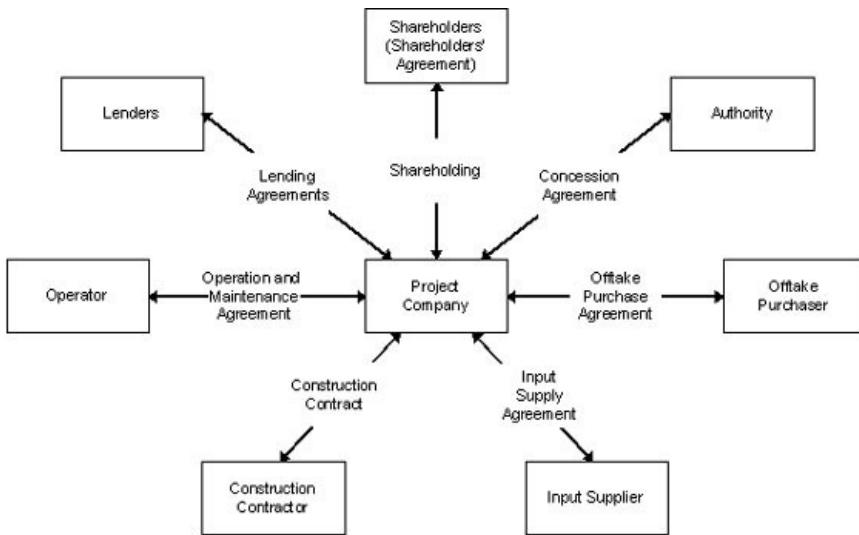 Shareholders
(Shareholders'
Agreement)
Lenders
Authority
Lending
Agreements
Shareholding
Concession
Agreement
Operator
Operation and
Maintenance
Agreement
Project
Company
Offtake
Purchase
Agreement
Offtake
Purchaser
Construction
Contract
Input
Supply
Agreement
Construction
Contractor
Input Supplier